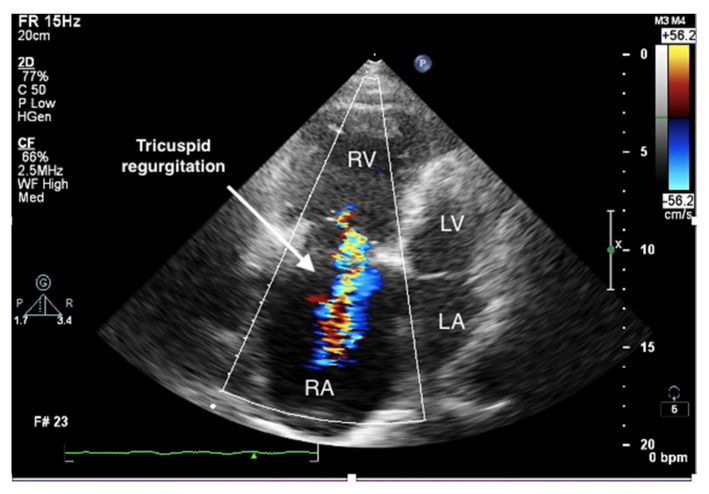 FR 15Hz
20cm
2D
77%
C 50
P Low
HGen
CF
66%
2.5MHz
WF High
Med
Tricuspid
regurgitation
RV
LV
LA
RA
P
G
P R
1.7 3.4
F# 23
M3 M4
+56.2
-56.2
cm/s
0
5
x
10
15
20
6
0 bpm